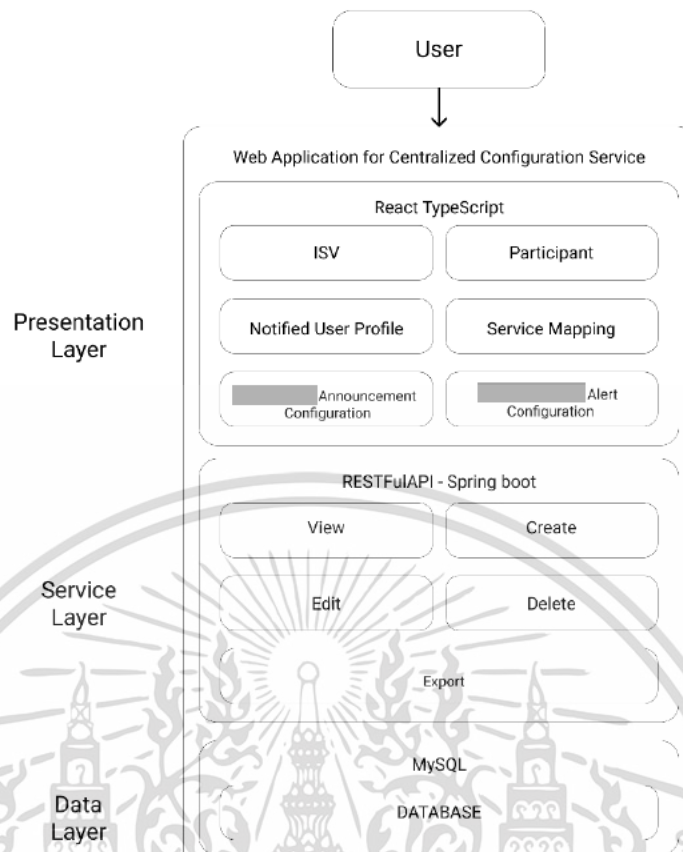 User
Web Application for Centralized Configuration Service
React TypeScript
ISV
Participant
Presentation
Layer
Notified User Profile
Service Mapping
Announcement
Configuration
Alert
Configuration
RESTFulAPI - Spring boot
View
Create
Service
Layer
Edit
Delete
Export
MySQL
Data
Layer
DATABASE